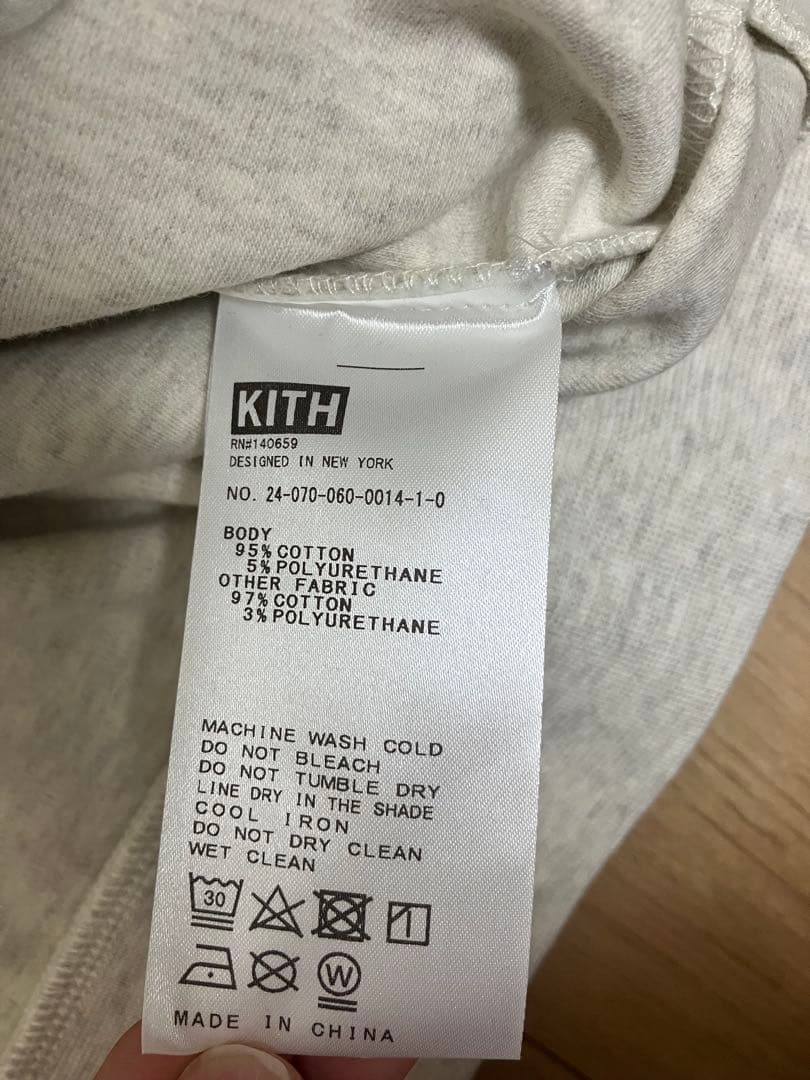 KITH
RN#140659
DESIGNED IN NEW YORK
NO. 24-070-060-0014-1-0
BODY
95% COTTON
5% POLYURETHANE
OTHER FABRIC
97% COTTON
3% POLYURETHANE
MACHINE WASH COLD
DO NOT BLEACH
DO NOT TUMBLE DRY
LINE DRY IN THE SHADE
COOL IRON
DO NOT DRY CLEAN
WET CLEAN
30
W
MADE IN CHINA